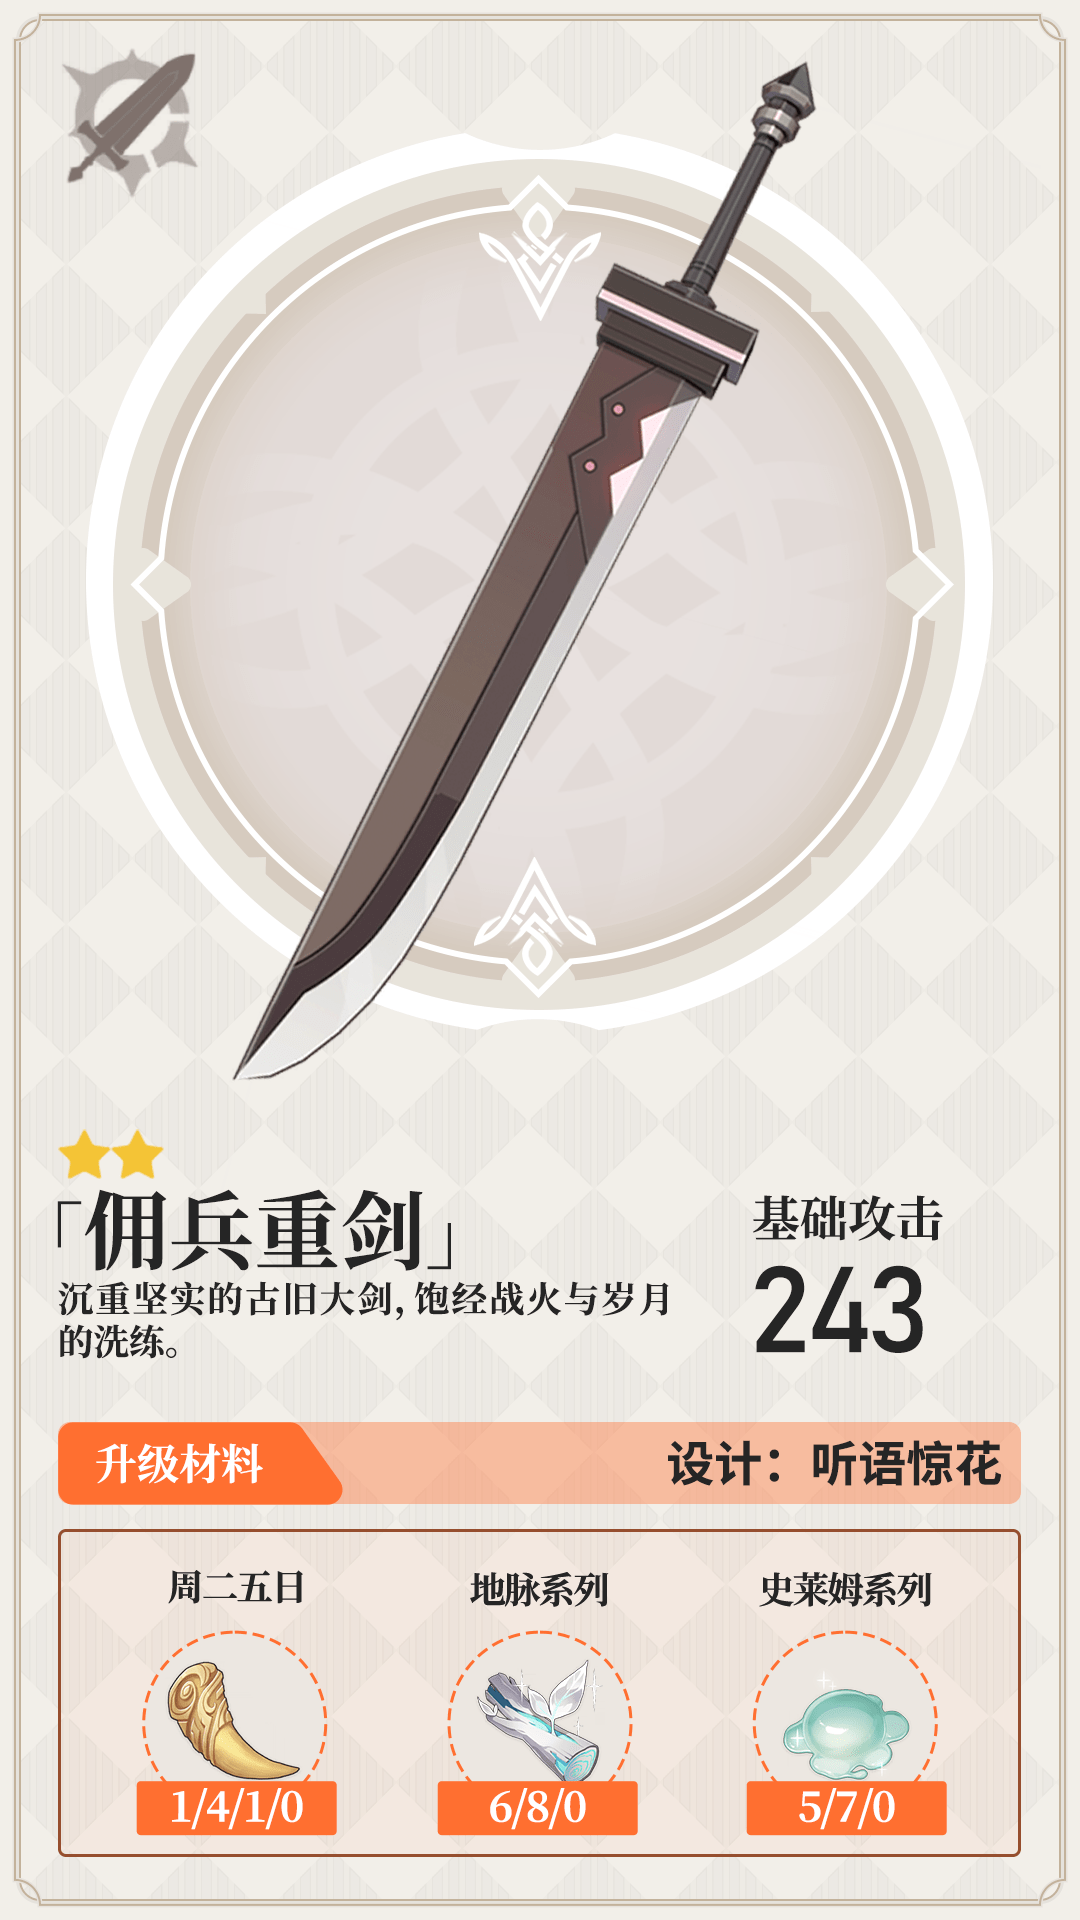 「佣兵重剑」
沉重坚实的古旧大剑，饱经战火与岁月
的洗练。
基础攻击
243
升级材料
设计：听语惊花
周二五日
地脉系列
史莱姆系列
1/4/1/0
6/8/0
5/7/0